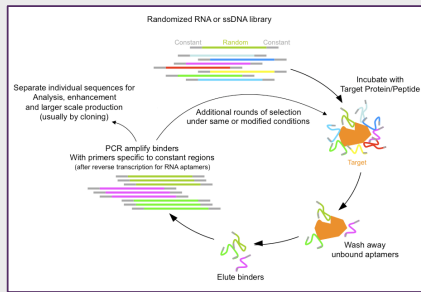 Randomized RNA or ssDNA library
Constant Random Constant
Incubate with
Target Protein/Peptide
Target
Wash away
unbound aptamers
Elute binders
PCR amplify binders
With primers specific to constant regions
(after reverse transcription for RNA aptamers)
Additional rounds of selection
under same or modified conditions
Separate individual sequences for
Analysis, enhancement
and larger scale production
(usually by cloning)